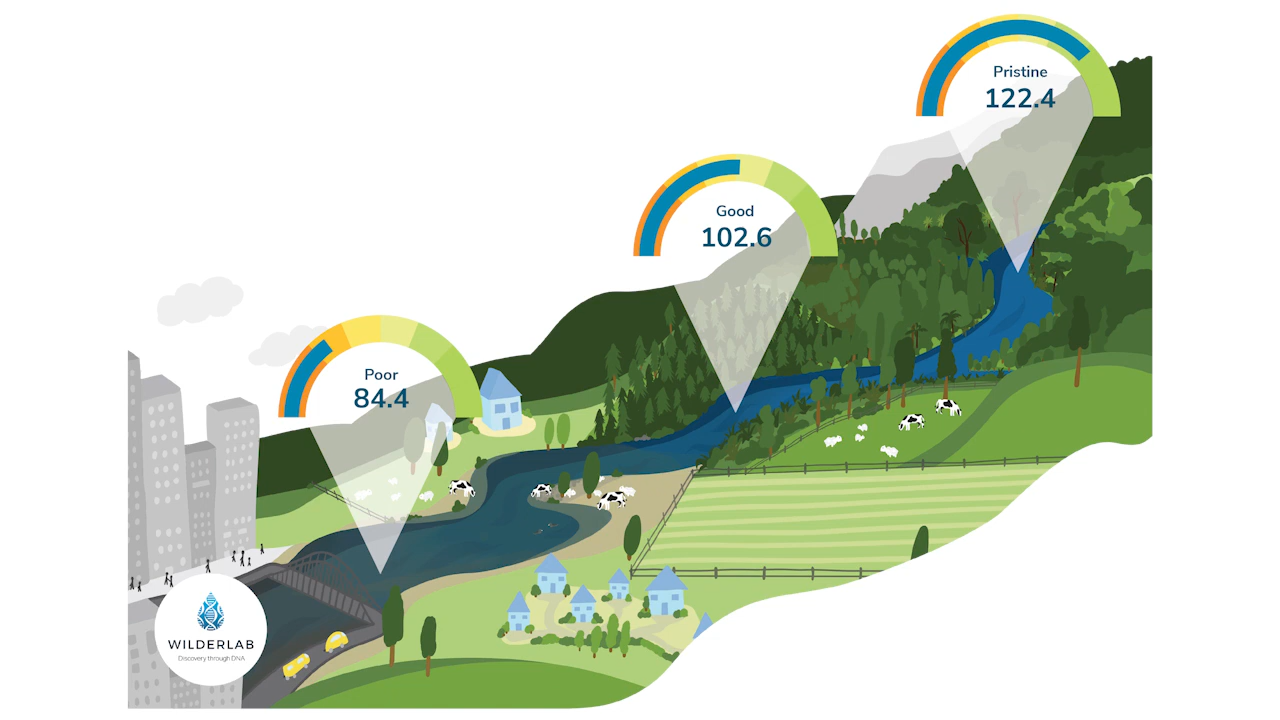 Pristine
122.4
Good
102.6
Poor
84.4
WILDERLAB
Discovery through DNA